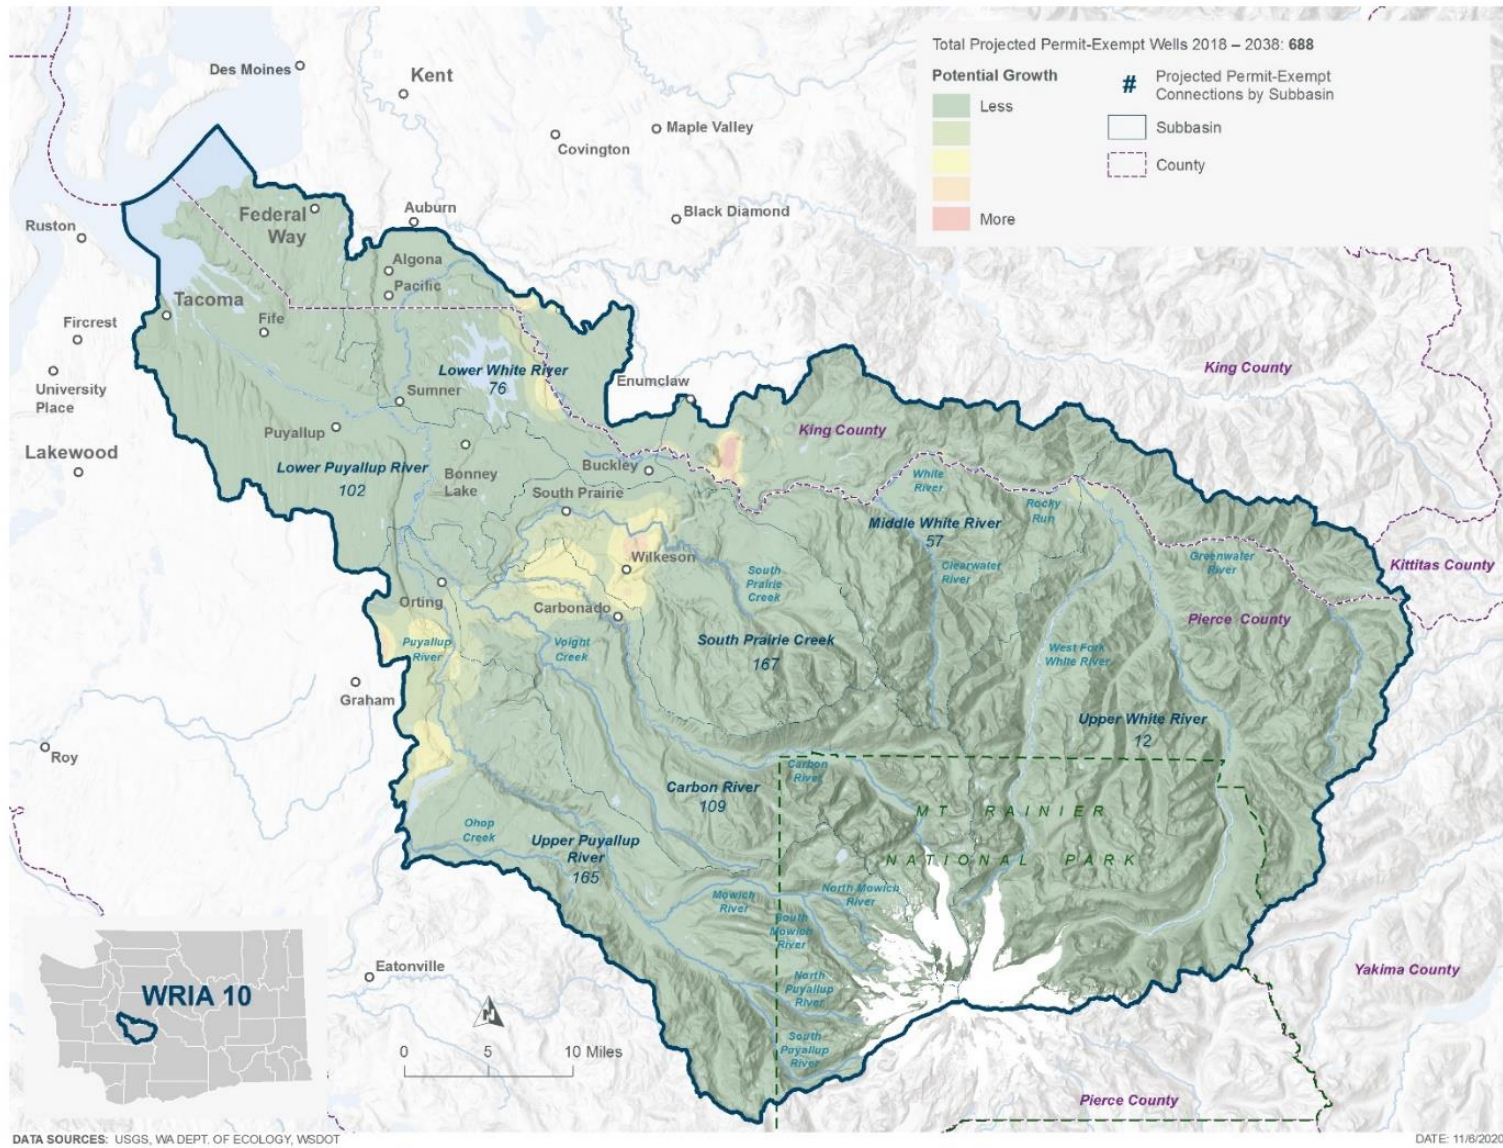 Total Projected Permit-Exempt Wells 2018 – 2038: 688
Potential Growth
Less
More
#
Projected Permit-Exempt
Connections by Subbasin
Subbasin
County
Des Moines
Kent
Maple Valley
Covington
Black Diamond
Auburn
Federal
Way
Ruston
Algona
Pacific
Tacoma
Fife
Fircrest
University
Place
Lakewood
Lower White River
76
Sumner
Enumclaw
King County
King County
Puyallup
Lower Puyallup River
102
Bonney
Lake
Buckley
South Prairie
White
River
Rocky
Run
Middle White River
57
Wilkeson
South
Prairie
Creek
Clearwater
River
Greenwater
River
Kittitas County
Orting
Carbonado
Pierce County
Puyallup
River
Voight
Creek
South Prairie Creek
167
West Fork
White River
Graham
Roy
Upper White River
12
Carbon
River
Carbon River
109
MT RAINIER
NATIONAL PARK
Ohop
Creek
Upper Puyallup
River
165
Mowich
River
North Mowich
River
South
Mowich
River
Eatonville
North
Puyallup
River
Yakima County
WRIA 10
N
0 5 10 Miles
South
Puyallup
River
Pierce County
DATA SOURCES: USGS, WA DEPT. OF ECOLOGY, WSDOT
DATE: 11/6/2020